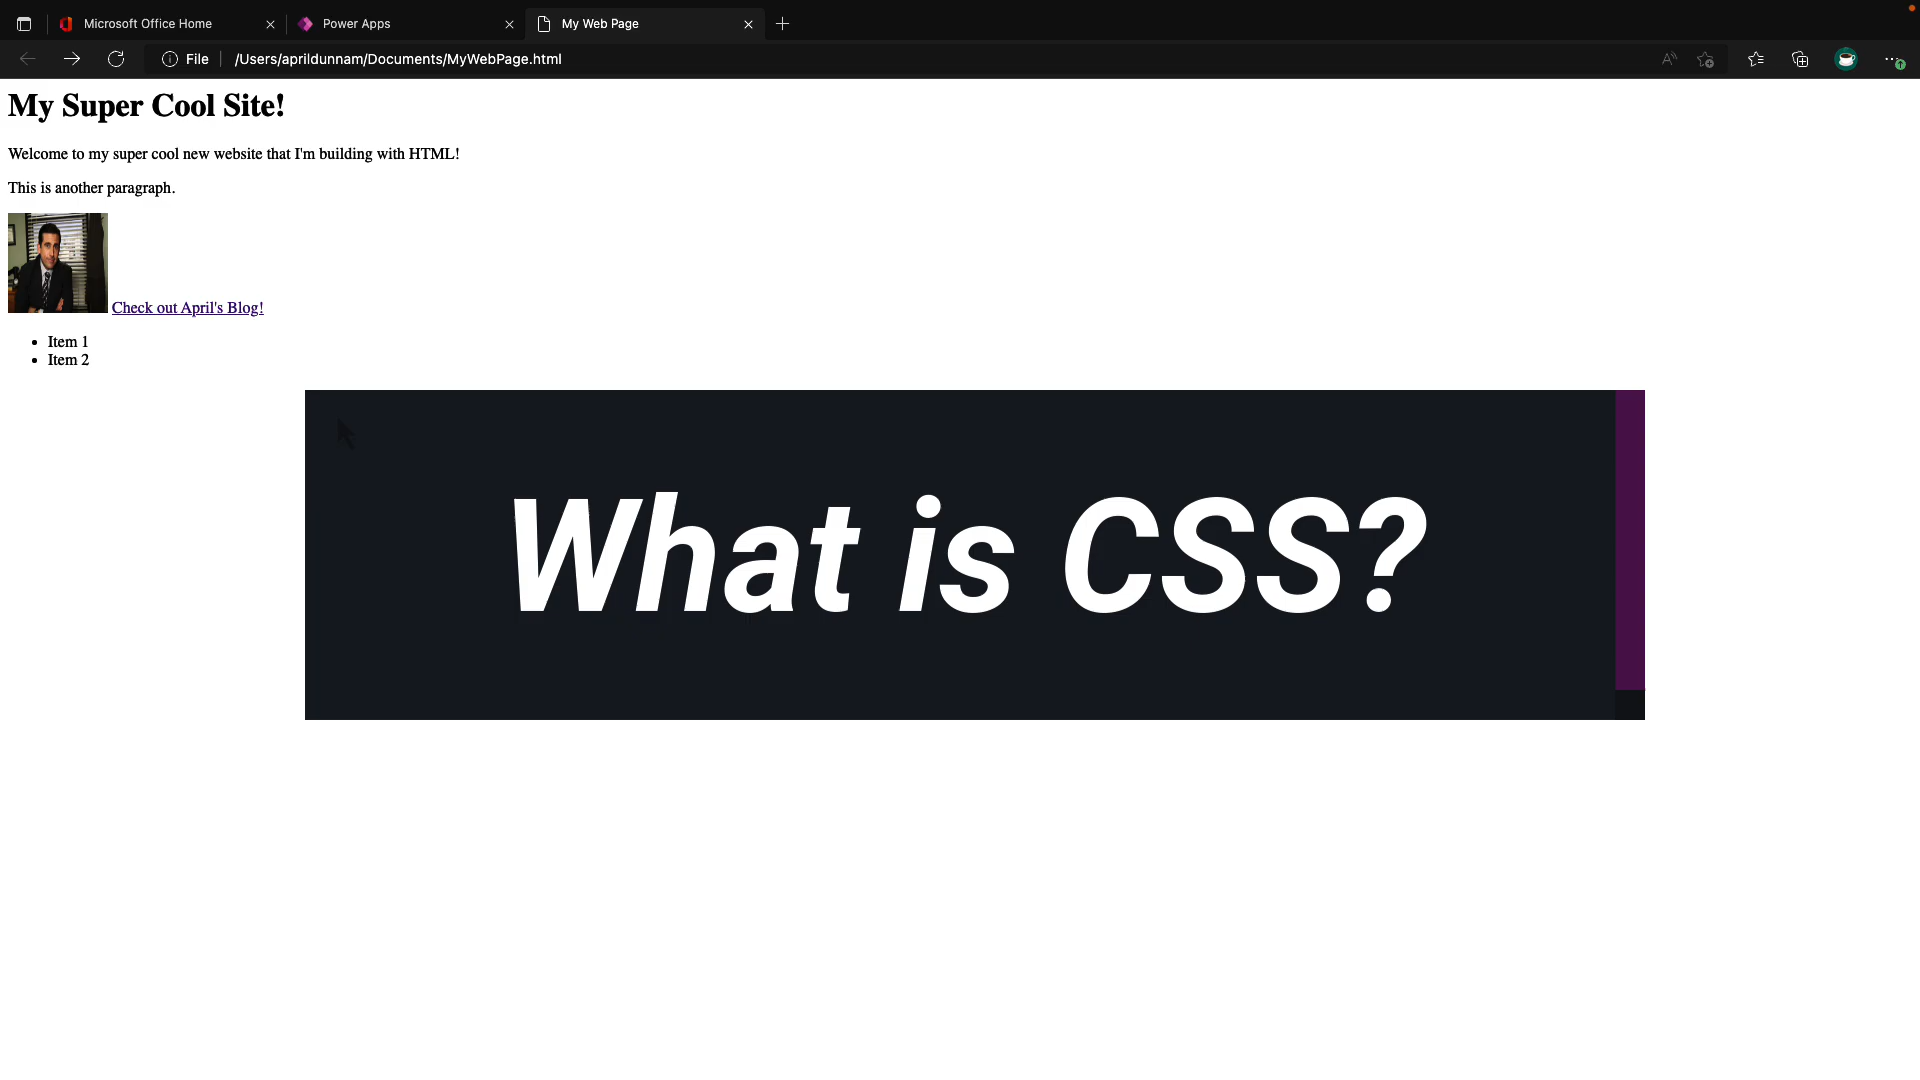 Microsoft Office Home
Power Apps
My Web Page
File
/Users/aprildunnam/Documents/MyWebPage.html
My Super Cool Site!
Welcome to my super cool new website that I'm building with HTML!
This is another paragraph.
Check out April's Blog!
Item 1
Item 2
What is CSS?